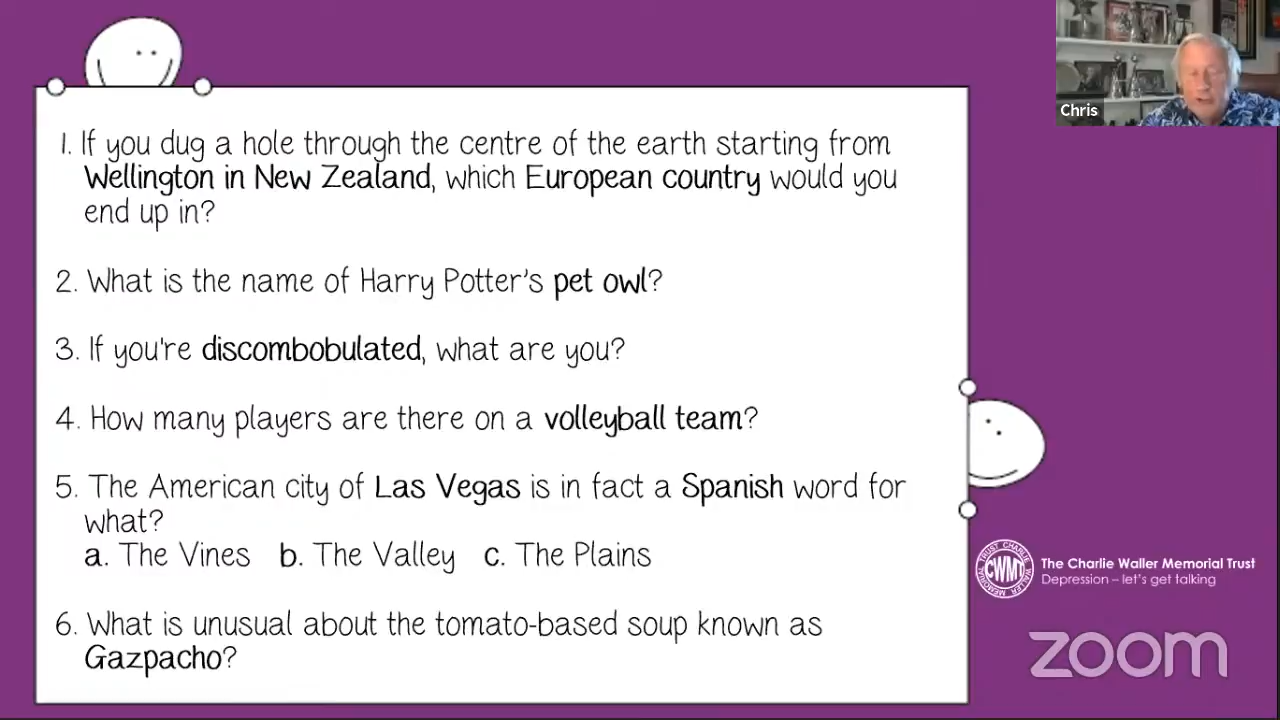 1. If you dug a hole through the centre of the earth starting from
Wellington in New Zealand, which European country would you
end up in?
2. What is the name of Harry Potter's pet owl?
3. If you're discombobulated, what are you?
4. How many players are there on a volleyball team?
5. The American city of Las Vegas is in fact a Spanish word for
what?
a. The Vines b. The Valley c. The Plains
6. What is unusual about the tomato-based soup known as
Gazpacho?
Chris
CWMT
The Charlie Waller Memorial Trust
Depression – let's get talking
zoom